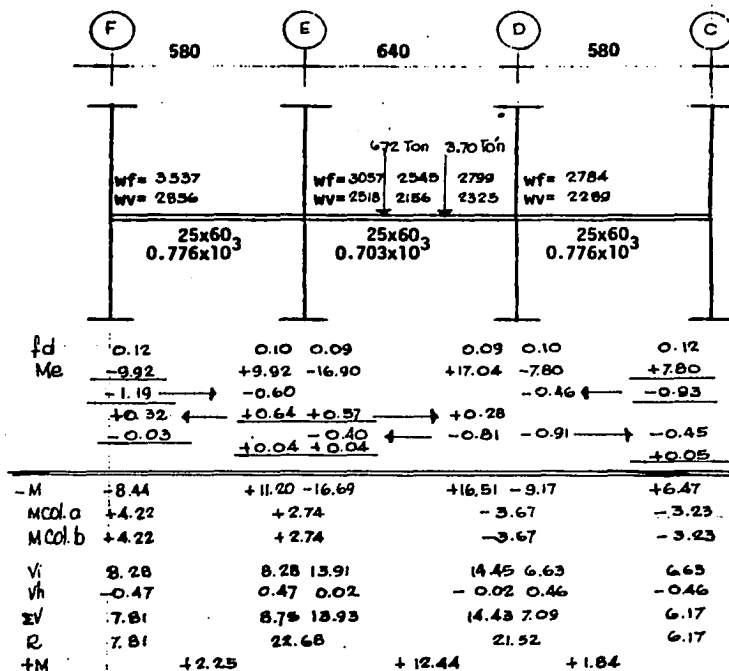 F E D C
580 640 580
6.72 Ton 3.70 Ton
Wf= 3537 Wf= 3057 2545 2799 Wf= 2784
Wv= 2856 Wv= 2518 2156 2325 Wv= 2289
25x60 25x60 25x60
0.776x10³ 0.703x10³ 0.776x10³
fd 0.12 0.10 0.09 0.09 0.10 0.12
Me -9.92 +9.92 -16.90 +17.04 -7.80 +7.80
-1.19 -0.60 -0.46 -0.93
+0.32 +0.64 +0.57 +0.28
-0.03 -0.40 -0.81 -0.91 -0.45
+0.04 +0.04 +0.05
-M -8.44 +11.20 -16.69 +16.51 -9.17 +6.47
Mcol.a +4.22 +2.74 -3.67 -3.23
Mcol.b +4.22 +2.74 -3.67 -3.23
Vi 8.28 8.28 13.91 14.45 6.63 6.63
Vh -0.47 0.47 0.02 -0.02 0.46 -0.46
ΣV 7.81 8.75 13.93 14.43 7.09 6.17
R 7.81 22.68 21.52 6.17
+M +2.25 +12.44 +1.84